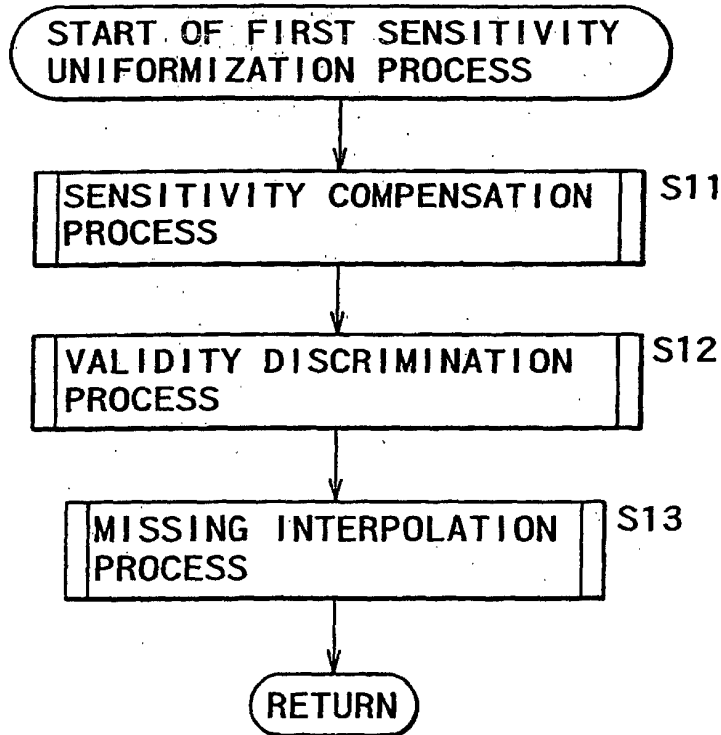 START OF FIRST SENSITIVITY
UNIFORMIZATION PROCESS
SENSITIVITY COMPENSATION
PROCESS
S11
VALIDITY DISCRIMINATION
PROCESS
S12
MISSING INTERPOLATION
PROCESS
S13
RETURN